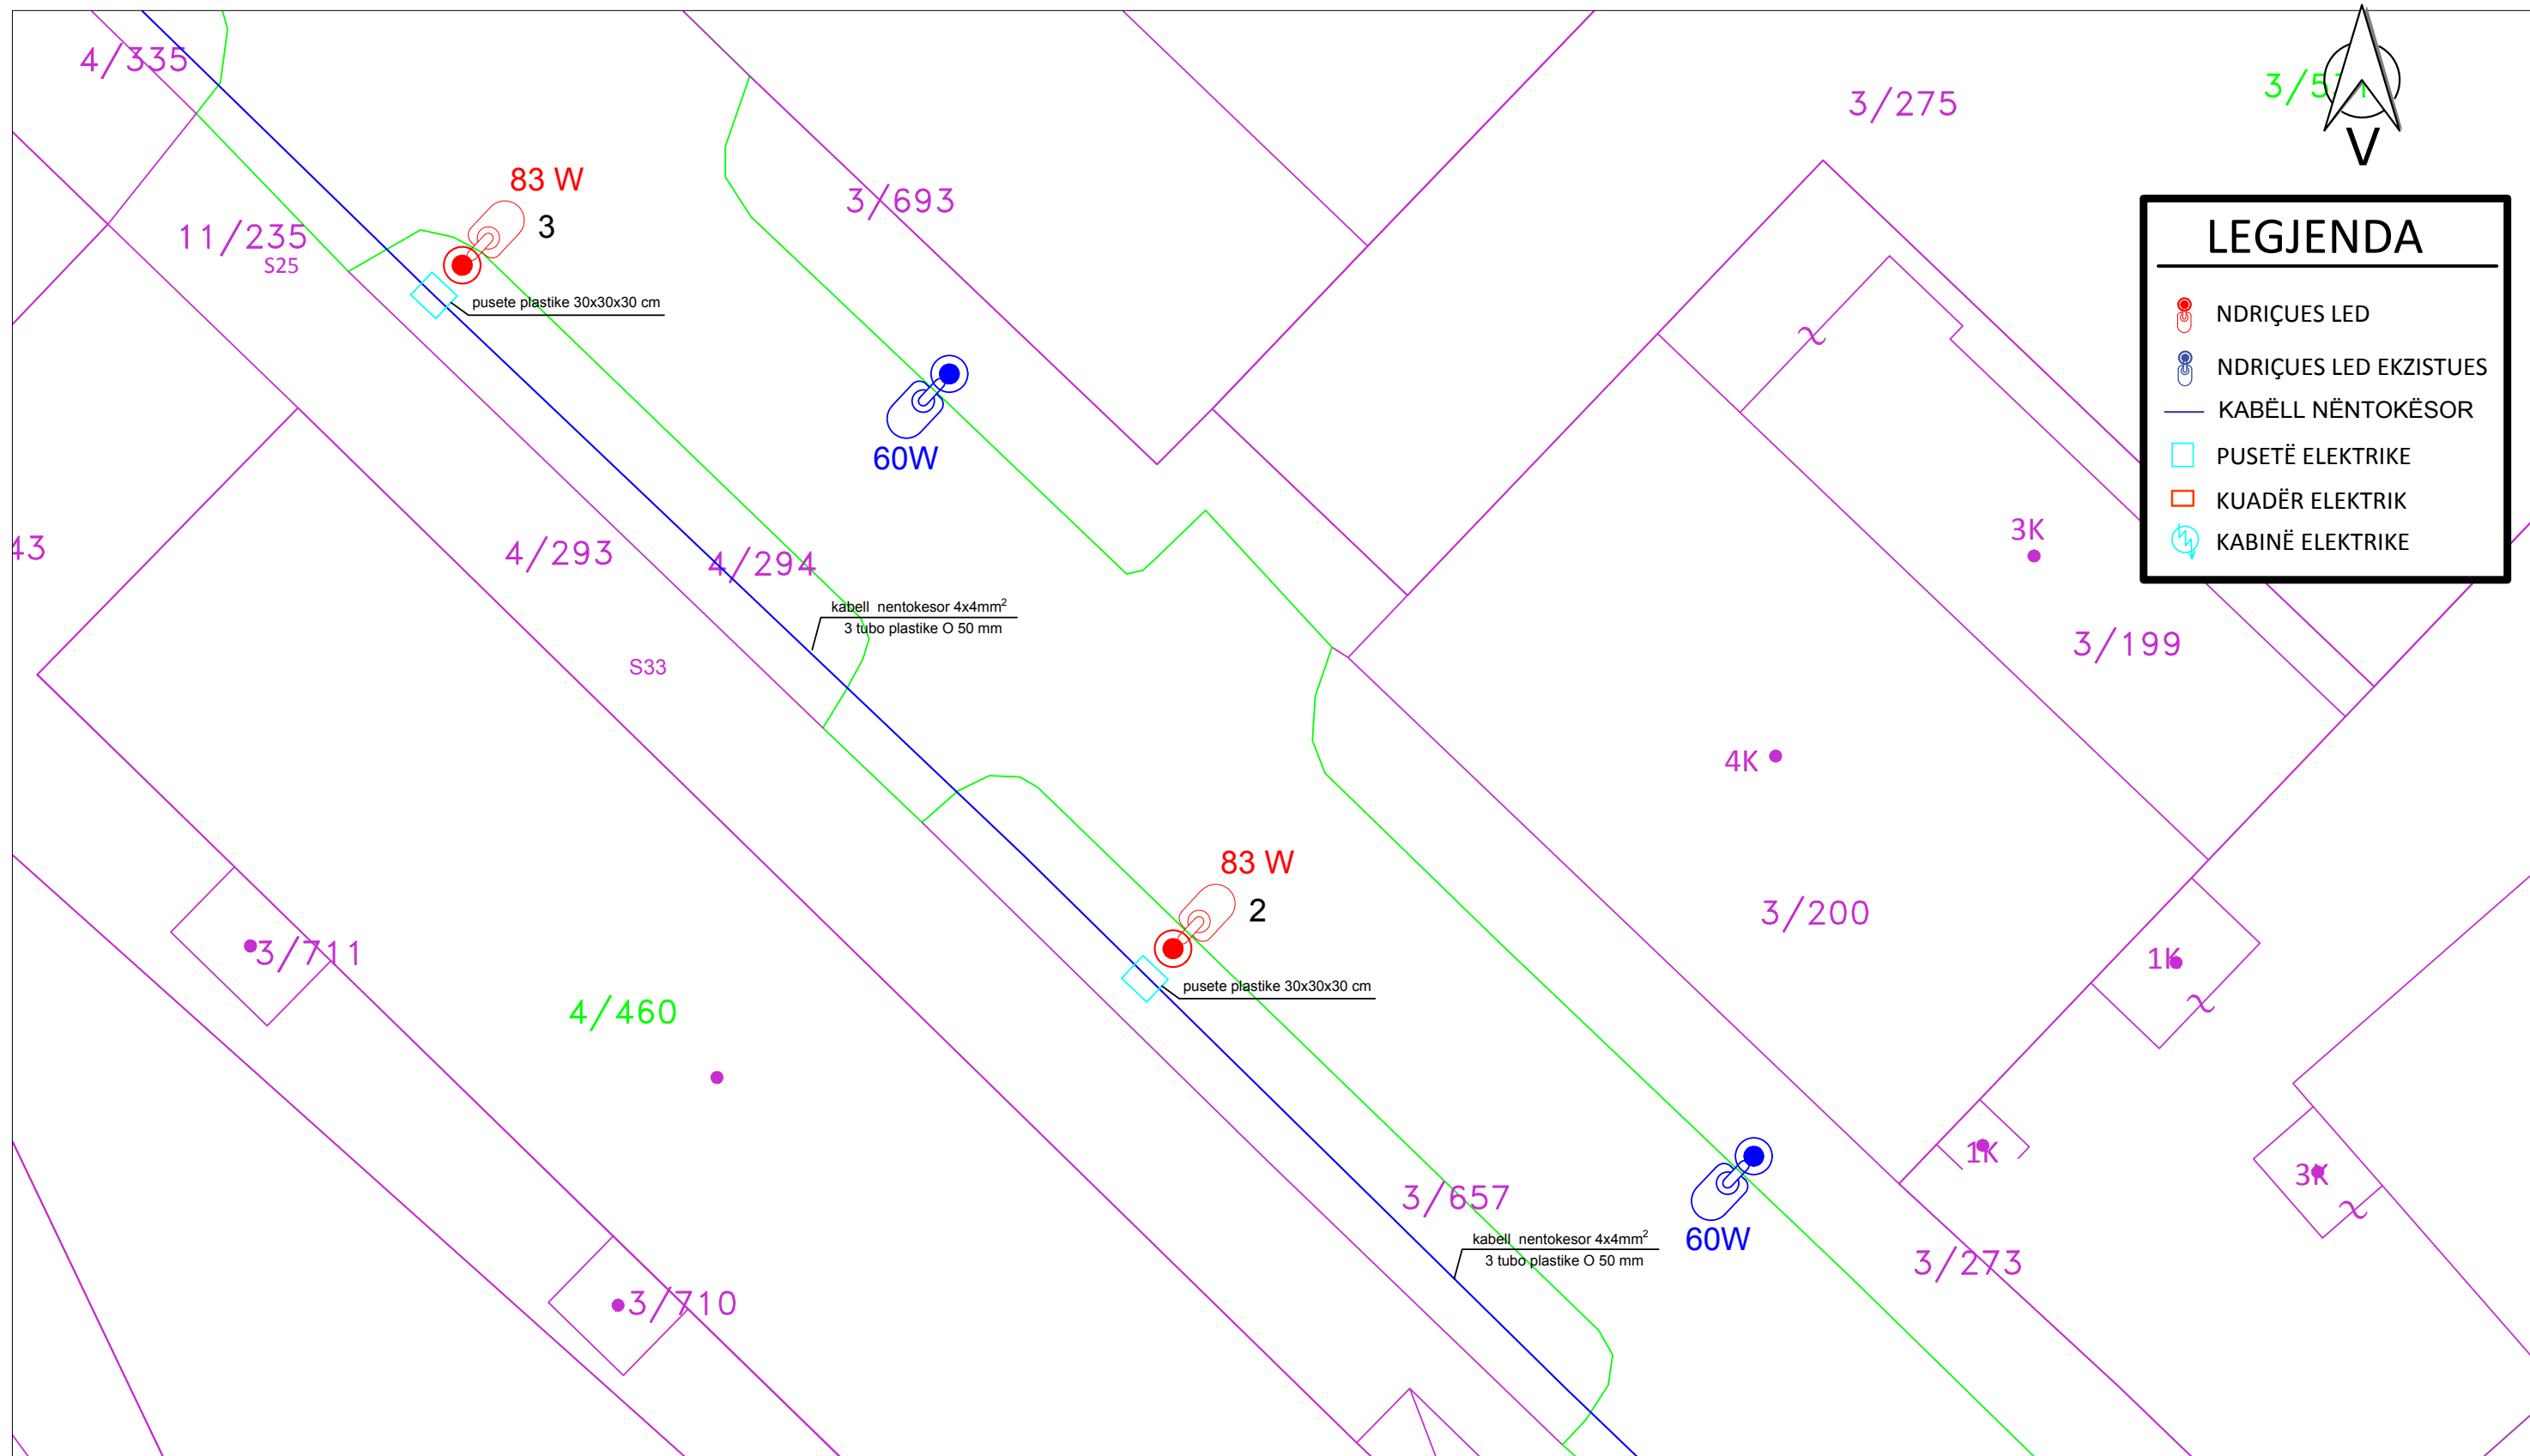 4/335
3/275
V
83 W
3
3/693
11/235
S25
pusete plastike 30x30x30 cm
LEGJENDA
NDRIÇUES LED
NDRIÇUES LED EKZISTUES
KABËLL NËNTOKËSOR
PUSETË ELEKTRIKE
KUADËR ELEKTRIK
KABINË ELEKTRIKE
60W
43
4/293
4/294
3K
kabell nentokesor 4x4mm²
3 tubo plastike O 50 mm
3/199
S33
4K
83 W
2
3/200
3/711
1K
pusete plastike 30x30x30 cm
4/460
1K
3K
3/657
60W
kabell nentokesor 4x4mm²
3 tubo plastike O 50 mm
3/273
3/710